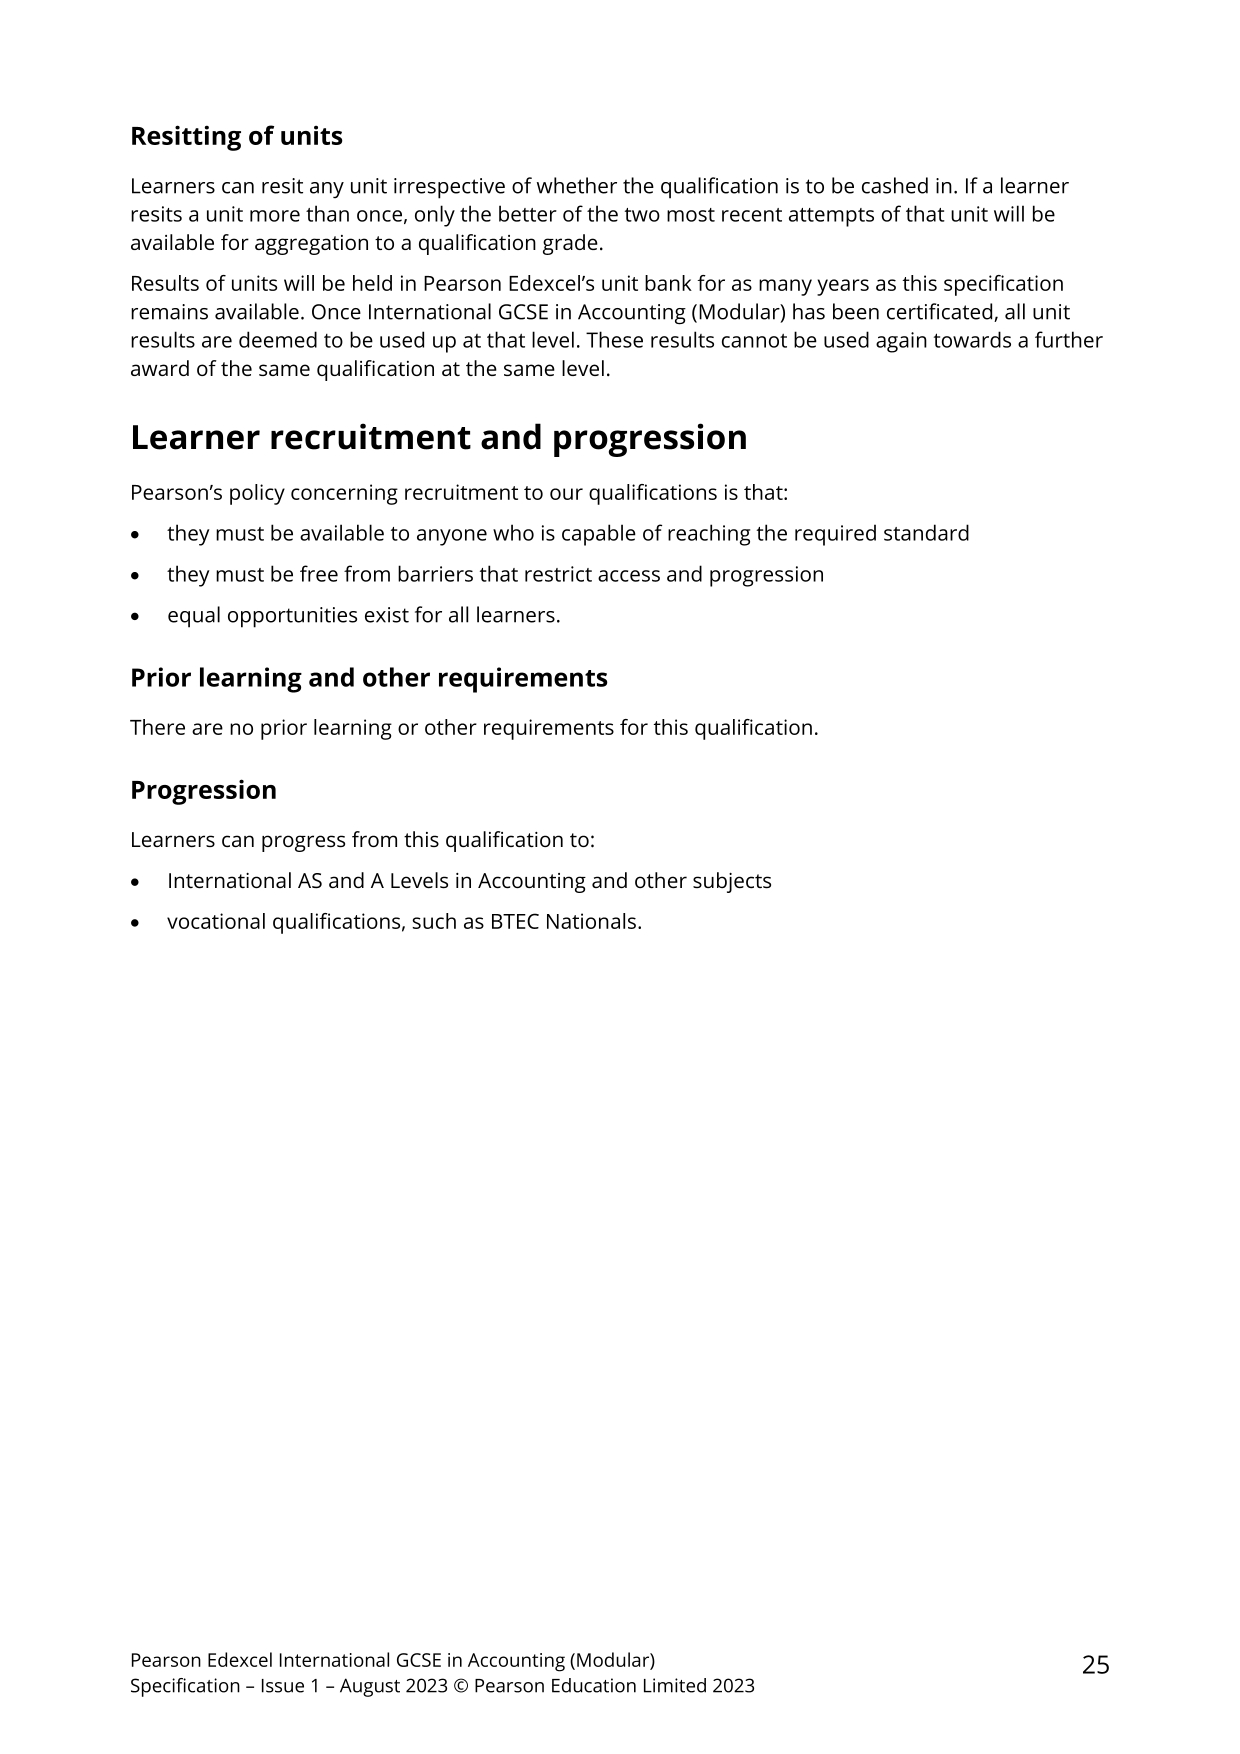 Resitting of units
Learners can resit any unit irrespective of whether the qualification is to be cashed in. If a learner
resits a unit more than once, only the better of the two most recent attempts of that unit will be
available for aggregation to a qualification grade.
Results of units will be held in Pearson Edexcel’s unit bank for as many years as this specification
remains available. Once International GCSE in Accounting (Modular) has been certificated, all unit
results are deemed to be used up at that level. These results cannot be used again towards a further
award of the same qualification at the same level.
Learner recruitment and progression
Pearson’s policy concerning recruitment to our qualifications is that:
• they must be available to anyone who is capable of reaching the required standard
• they must be free from barriers that restrict access and progression
• equal opportunities exist for all learners.
Prior learning and other requirements
There are no prior learning or other requirements for this qualification.
Progression
Learners can progress from this qualification to:
• International AS and A Levels in Accounting and other subjects
• vocational qualifications, such as BTEC Nationals.
Pearson Edexcel International GCSE in Accounting (Modular)
Specification – Issue 1 – August 2023 © Pearson Education Limited 2023
25